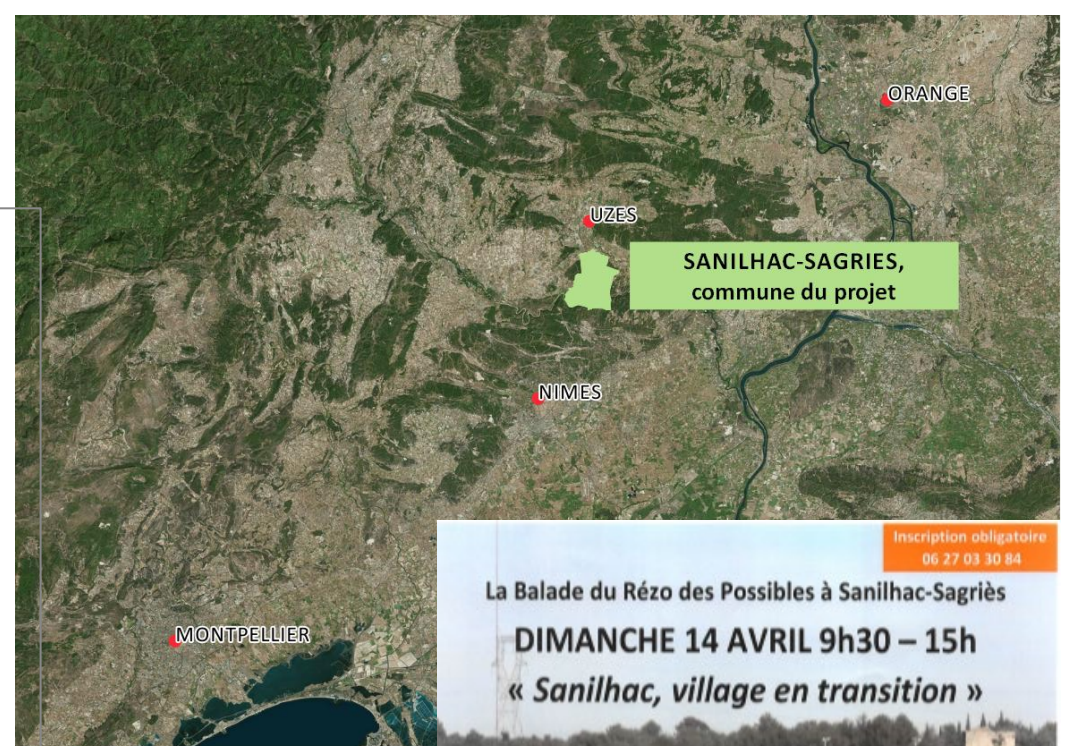 ORANGE
UZES
SANILHAC-SAGRIES,
commune du projet
NIMES
MONTPELLIER
Inscription obligatoire
06 27 03 30 84
La Balade du Rézo des Possibles à Sanilhac-Sagriès
DIMANCHE 14 AVRIL 9h30 – 15h
« Sanilhac, village en transition »